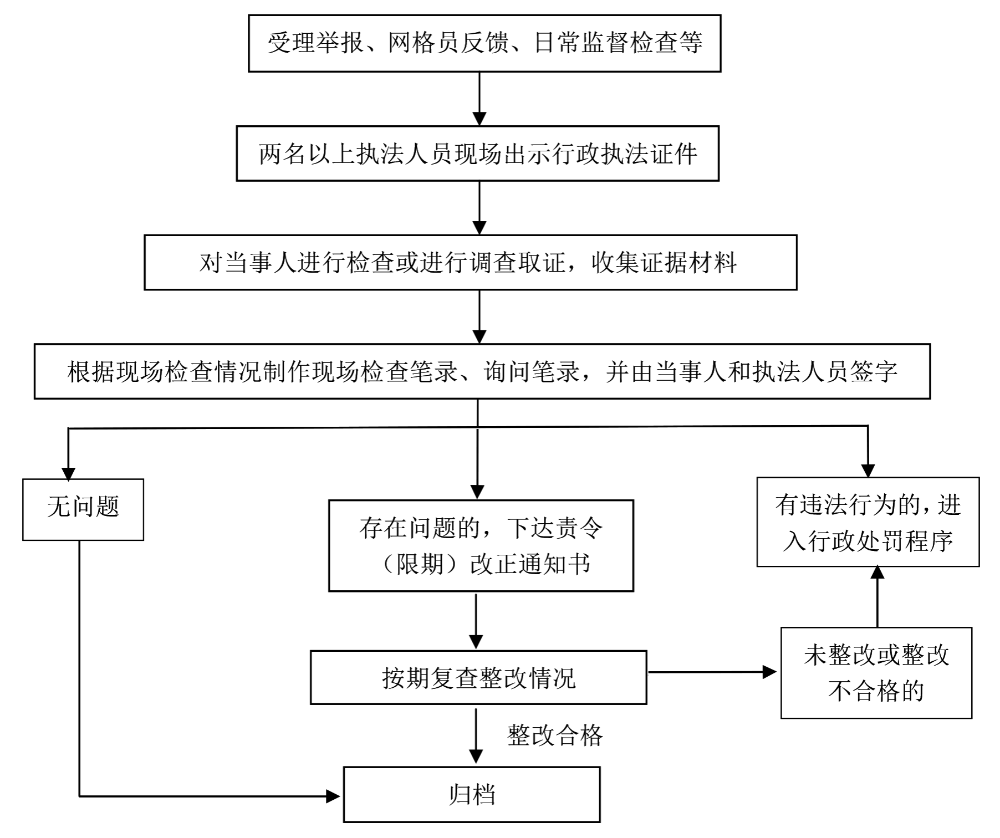 受理举报、网格员反馈、日常监督检查等
两名以上执法人员现场出示行政执法证件
对当事人进行检查或进行调查取证，收集证据材料
根据现场检查情况制作现场检查笔录、询问笔录，并由当事人和执法人员签字
无问题
存在问题的，下达责令
（限期）改正通知书
有违法行为的，进
入行政处罚程序
按期复查整改情况
未整改或整改
不合格的
整改合格
归档